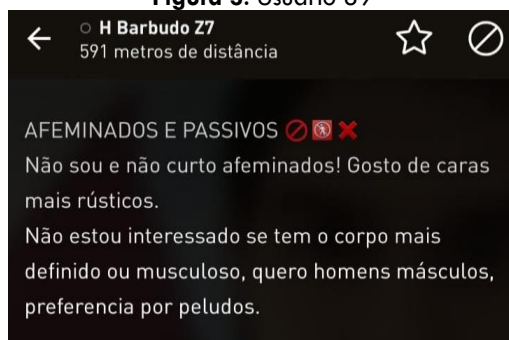 Figura 3. Usuário 89
H Barbudo Z7
591 metros de distância
AFEMINADOS E PASSIVOS 🚫🚷❌
Não sou e não curto afeminados! Gosto de caras
mais rústicos.
Não estou interessado se tem o corpo mais
definido ou musculoso, quero homens másculos,
preferencia por peludos.